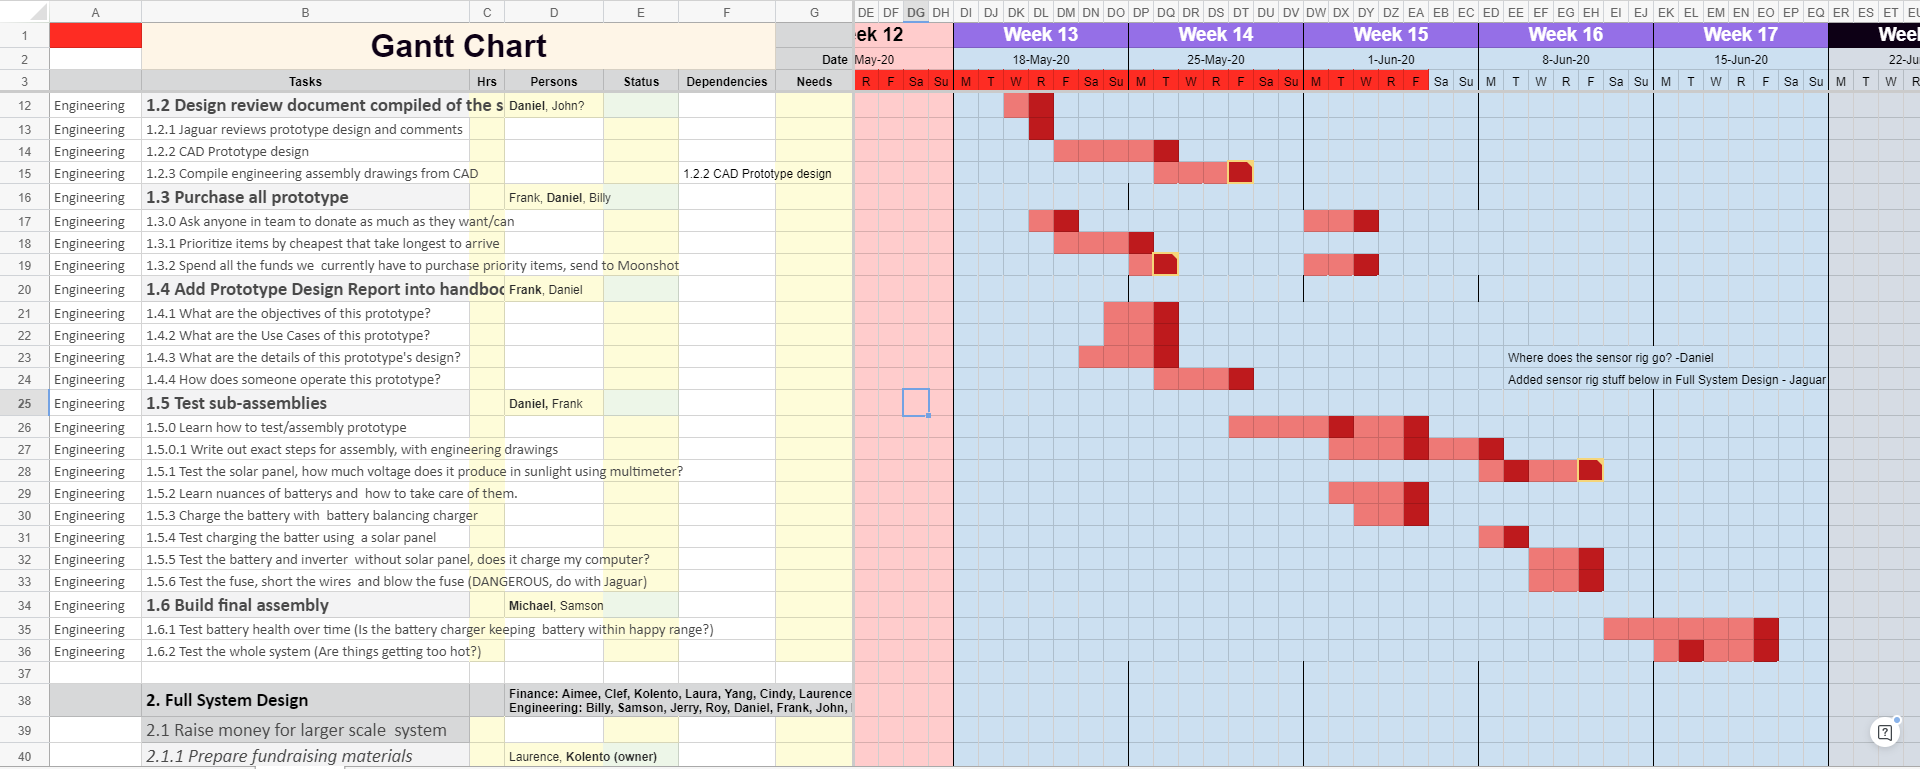 A B C D E F G DE DF DG DH DI DJ DK DL DM DN DO DP DQ DR DS DT DU DV DW DX DY DZ EA EB EC ED EE EF EG EH EI EJ EK EL EM EN EO EP EQ ER ES ET EU
1 Gantt Chart ek 12 Week 13 Week 14 Week 15 Week 16 Week 17 Weel
2 Date May-20 18-May-20 25-May-20 1-Jun-20 8-Jun-20 15-Jun-20 22-Ju
3 Tasks Hrs Persons Status Dependencies Needs R F Sa Su M T W R F Sa Su M T W R F Sa Su M T W R F Sa Su M T W R F Sa Su M T W R F Sa Su M T W R
12 Engineering 1.2 Design review document compiled of the s Daniel, John?
13 Engineering 1.2.1 Jaguar reviews prototype design and comments
14 Engineering 1.2.2 CAD Prototype design
15 Engineering 1.2.3 Compile engineering assembly drawings from CAD 1.2.2 CAD Prototype design
16 Engineering 1.3 Purchase all prototype Frank, Daniel, Billy
17 Engineering 1.3.0 Ask anyone in team to donate as much as they want/can
18 Engineering 1.3.1 Prioritize items by cheapest that take longest to arrive
19 Engineering 1.3.2 Spend all the funds we  currently have to purchase priority items, send to Moonshot
20 Engineering 1.4 Add Prototype Design Report into handboo Frank, Daniel
21 Engineering 1.4.1 What are the objectives of this prototype?
22 Engineering 1.4.2 What are the Use Cases of this prototype?
23 Engineering 1.4.3 What are the details of this prototype's design? Where does the sensor rig go? -Daniel
24 Engineering 1.4.4 How does someone operate this prototype? Added sensor rig stuff below in Full System Design - Jaguar
25 Engineering 1.5 Test sub-assemblies Daniel, Frank
26 Engineering 1.5.0 Learn how to test/assembly prototype
27 Engineering 1.5.0.1 Write out exact steps for assembly, with engineering drawings
28 Engineering 1.5.1 Test the solar panel, how much voltage does it produce in sunlight using multimeter?
29 Engineering 1.5.2 Learn nuances of batterys and  how to take care of them.
30 Engineering 1.5.3 Charge the battery with  battery balancing charger
31 Engineering 1.5.4 Test charging the batter using  a solar panel
32 Engineering 1.5.5 Test the battery and inverter  without solar panel, does it charge my computer?
33 Engineering 1.5.6 Test the fuse, short the wires  and blow the fuse (DANGEROUS, do with Jaguar)
34 Engineering 1.6 Build final assembly Michael, Samson
35 Engineering 1.6.1 Test battery health over time (Is the battery charger keeping  battery within happy range?)
36 Engineering 1.6.2 Test the whole system (Are things getting too hot?)
37
38 2. Full System Design Finance: Aimee, Clef, Kolento, Laura, Yang, Cindy, Laurence
Engineering: Billy, Samson, Jerry, Roy, Daniel, Frank, John,
39 2.1 Raise money for larger scale  system
40 2.1.1 Prepare fundraising materials Laurence, Kolento (owner)